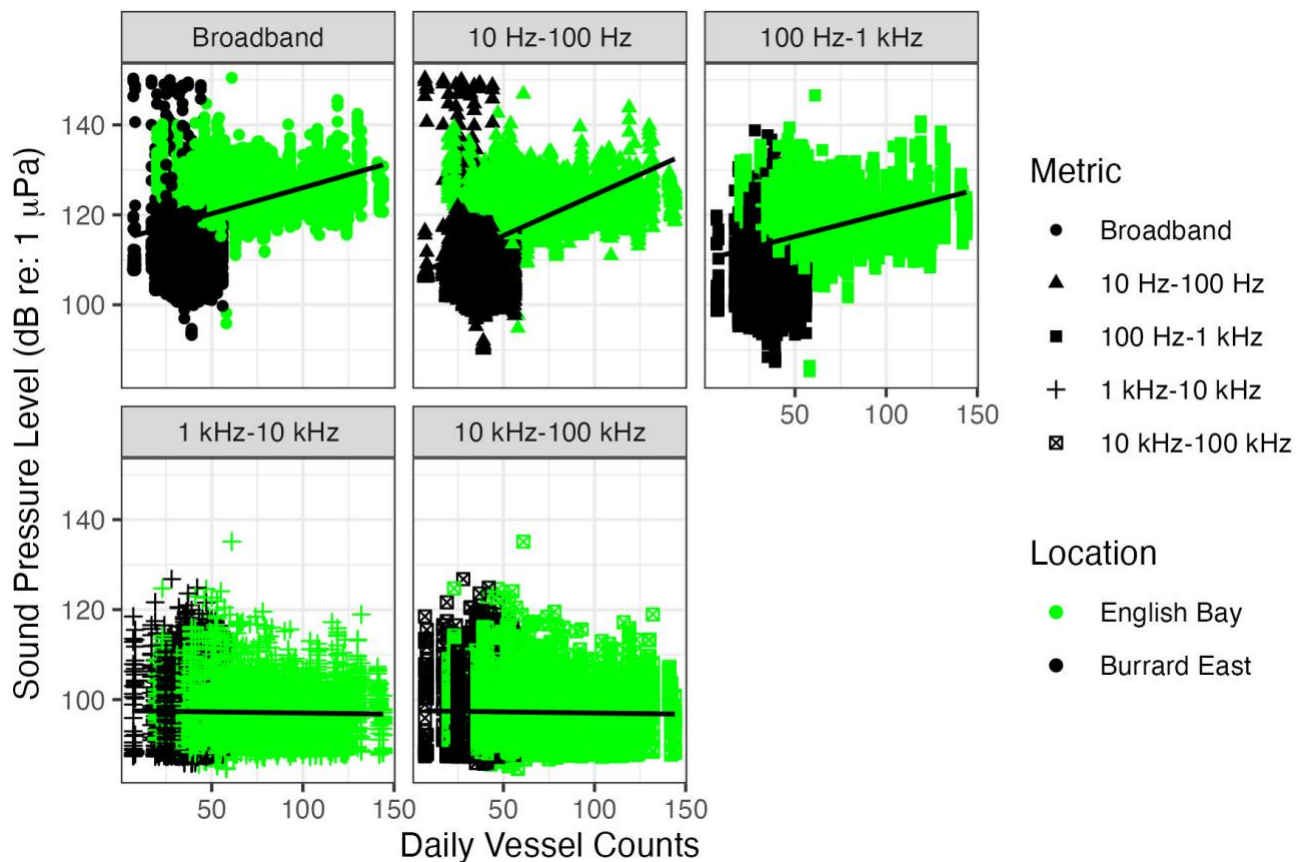 Broadband
10 Hz-100 Hz
100 Hz-1 kHz
140
120
100
50 100 150
1 kHz-10 kHz
10 kHz-100 kHz
140
120
100
50 100 150
50 100 150
Sound Pressure Level (dB re: 1 μPa)
Daily Vessel Counts
Metric
Broadband
10 Hz-100 Hz
100 Hz-1 kHz
1 kHz-10 kHz
10 kHz-100 kHz
Location
English Bay
Burrard East